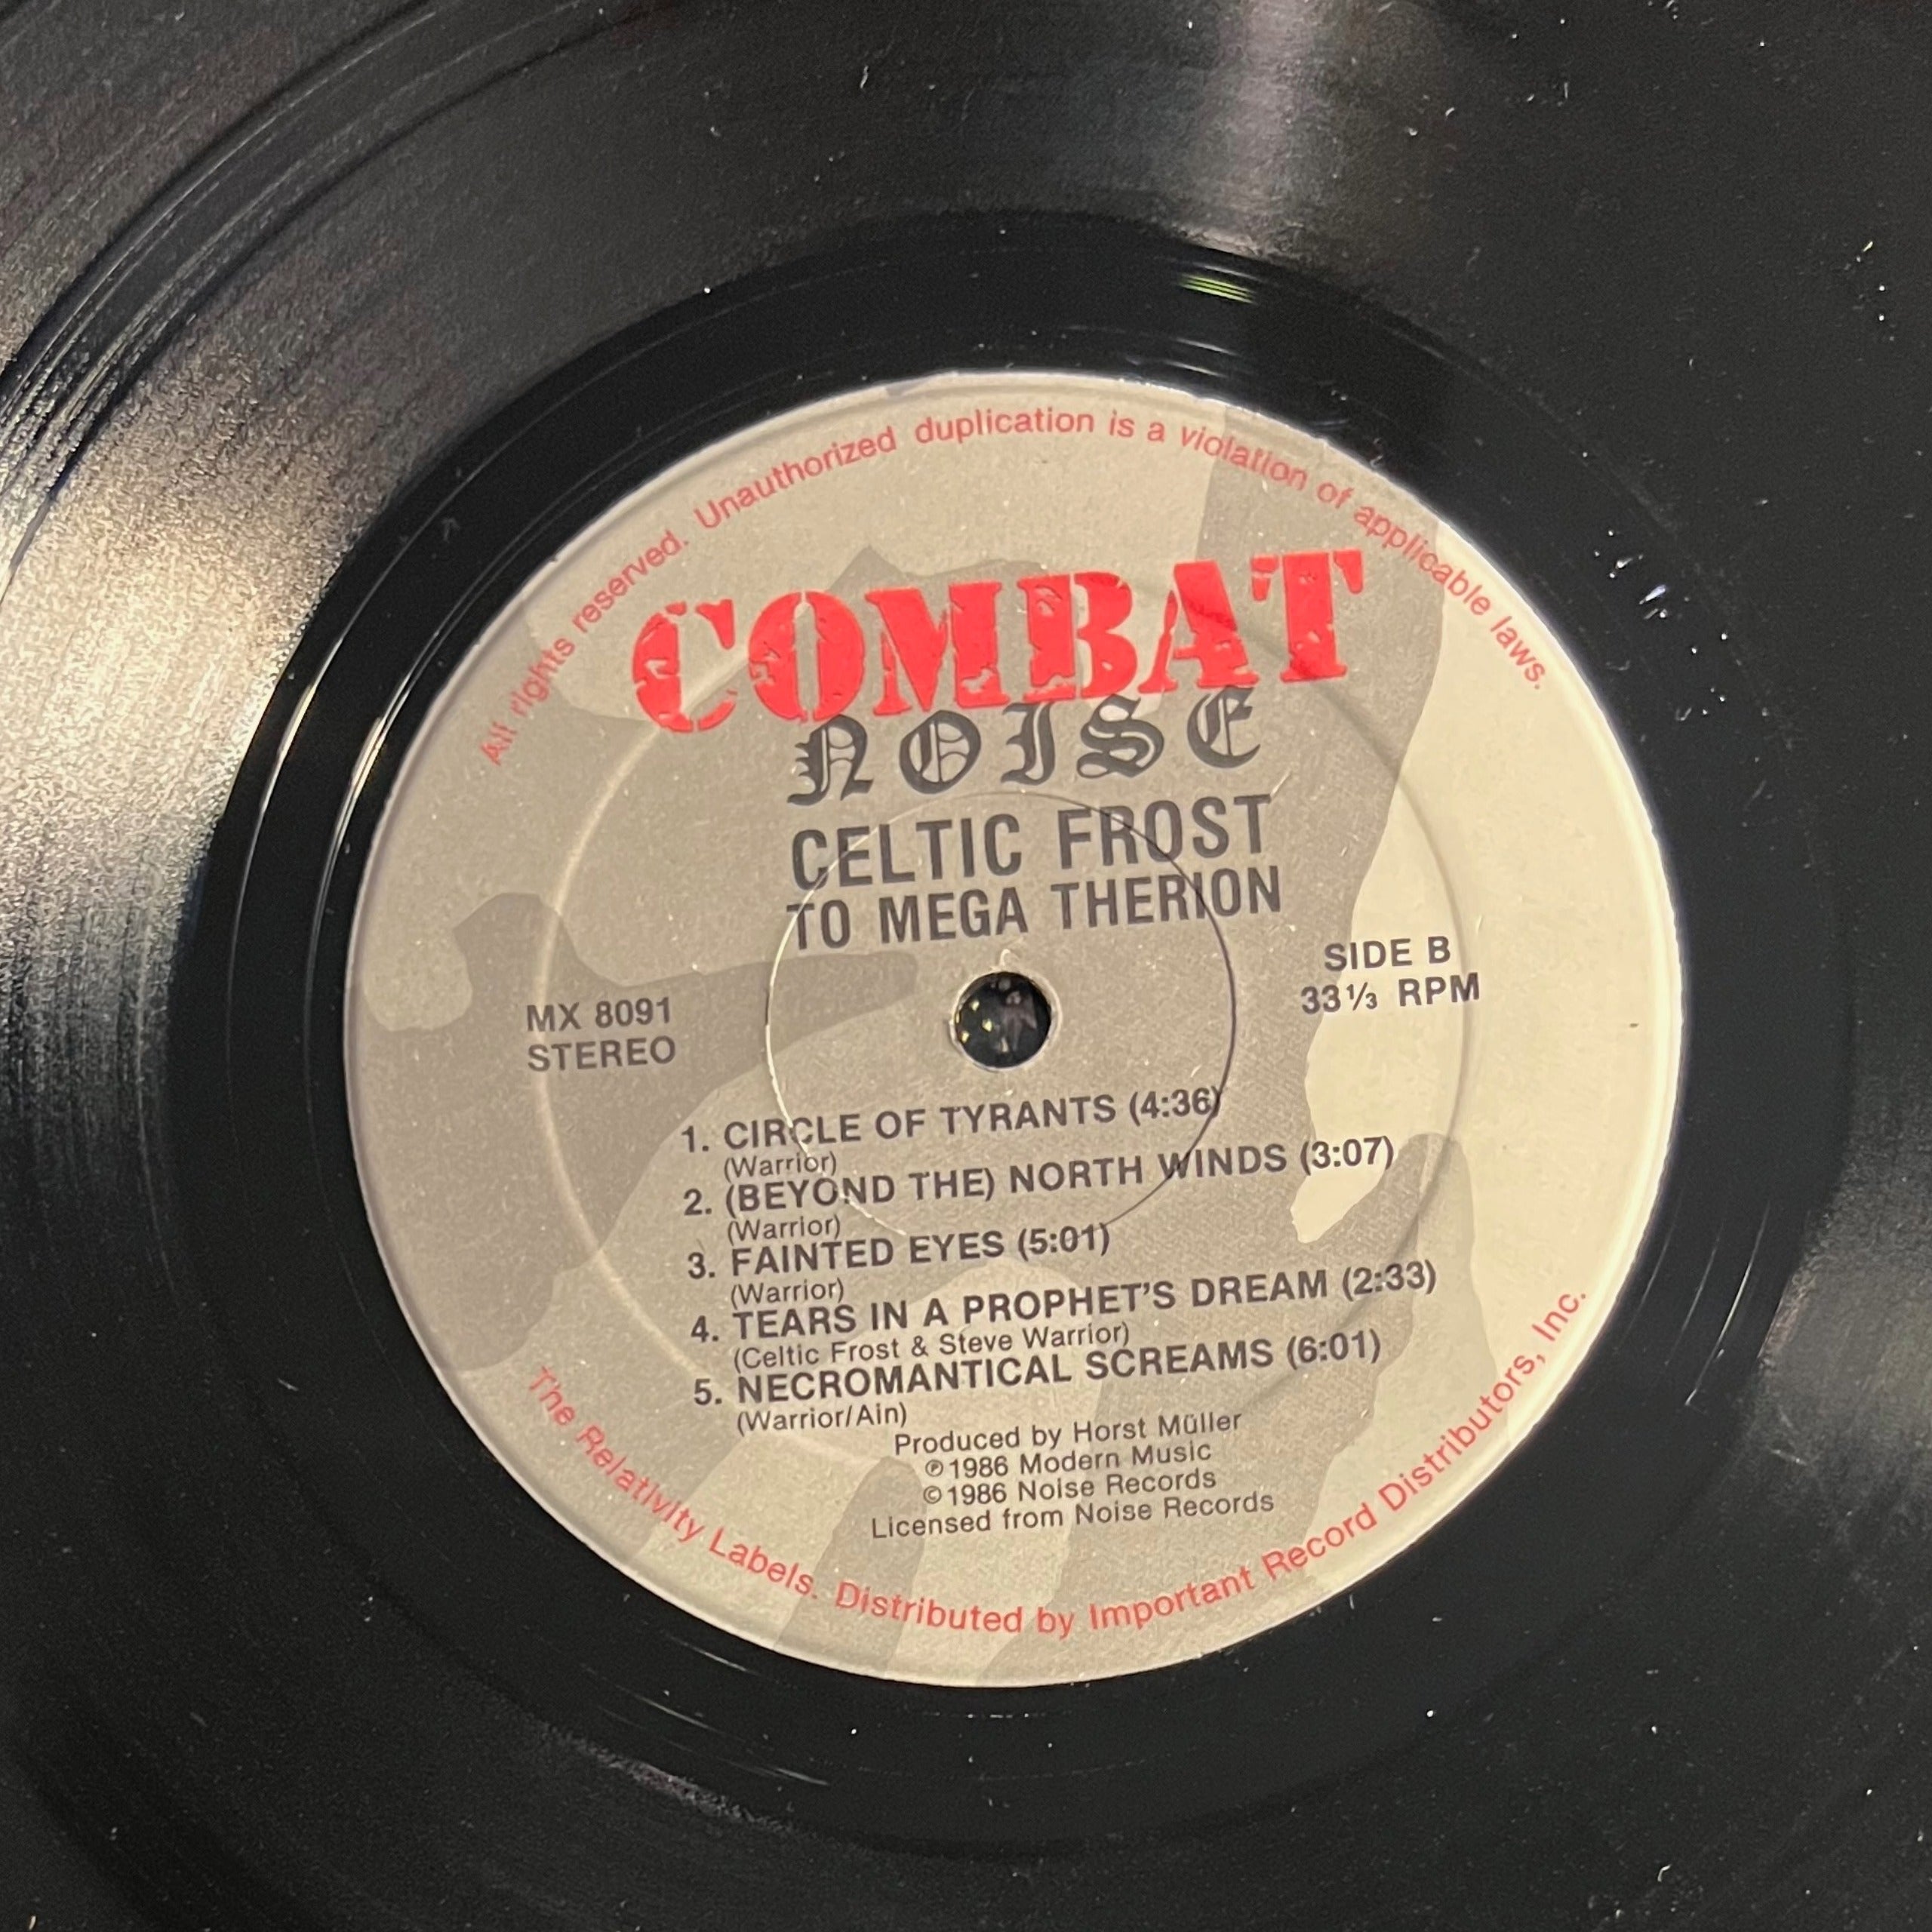 All rights reserved. Unauthorized duplication is a violation of applicable laws.
COMBAT
NOISE
CELTIC FROST
TO MEGA THERION
MX 8091
STEREO
SIDE B
33⅓ RPM
1. CIRCLE OF TYRANTS (4:36)
(Warrior)
2. (BEYOND THE) NORTH WINDS (3:07)
(Warrior)
3. FAINTED EYES (5:01)
(Warrior)
4. TEARS IN A PROPHET'S DREAM (2:33)
(Celtic Frost & Steve Warrior)
5. NECROMANTICAL SCREAMS (6:01)
(Warrior/Ain)
Produced by Horst Müller
℗1986 Modern Music
©1986 Noise Records
Licensed from Noise Records
The Relativity Labels. Distributed by Important Record Distributors, Inc.